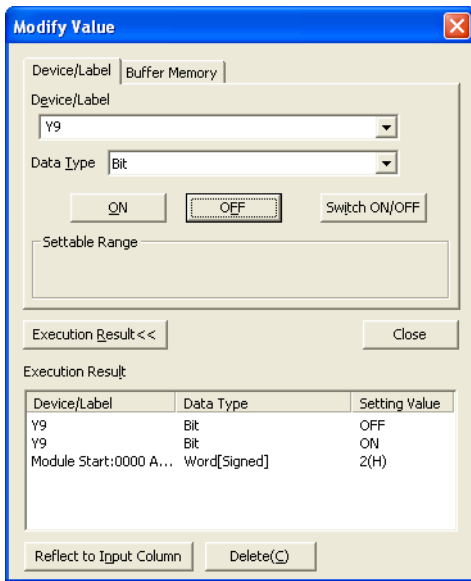 Modify Value
Device/Label Buffer Memory
Device/Label
Y9
Data Type Bit
ON OFF Switch ON/OFF
Settable Range
Execution Result<< Close
Execution Result
Device/Label Data Type Setting Value
Y9 Bit OFF
Y9 Bit ON
Module Start:0000 A... Word[Signed] 2(H)
Reflect to Input Column Delete(C)